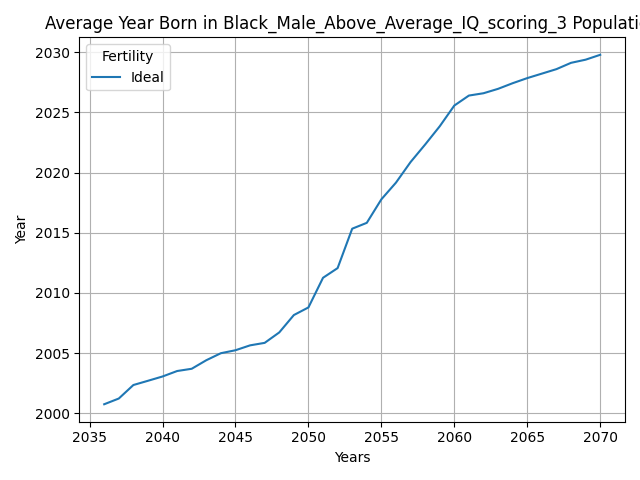 Average Year Born in Black_Male_Above_Average_IQ_scoring_3 Populati
Fertility
Ideal
Year
2030
2025
2020
2015
2010
2005
2000
2035 2040 2045 2050 2055 2060 2065 2070
Years